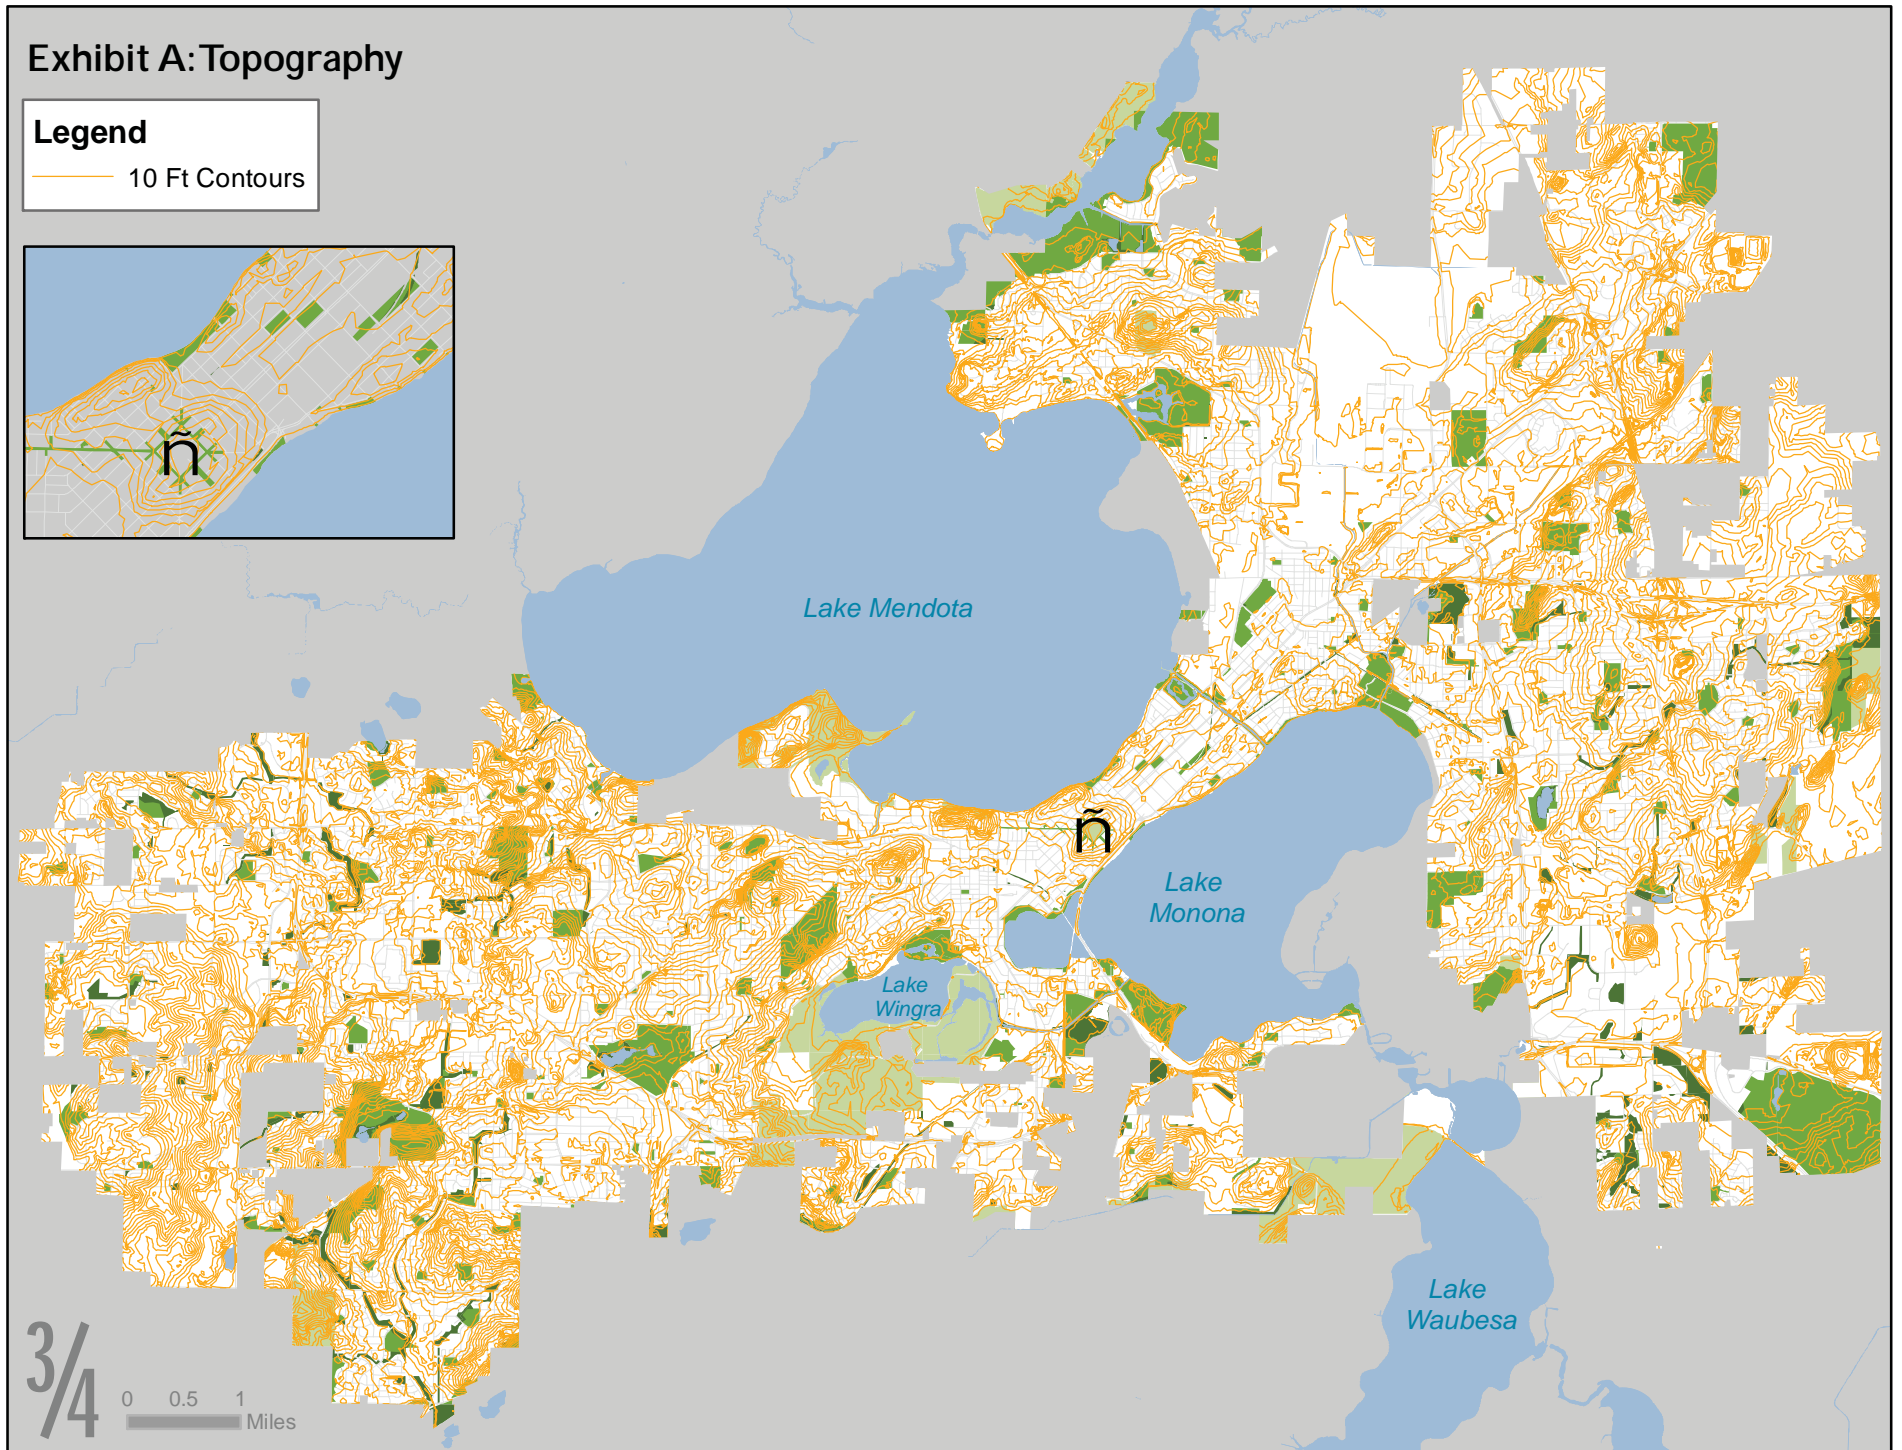 Exhibit A: Topography
Legend
10 Ft Contours
ñ
Lake Mendota
ñ
Lake
Monona
Lake
Wingra
Lake
Waubesa
3/4
0 0.5 1
Miles